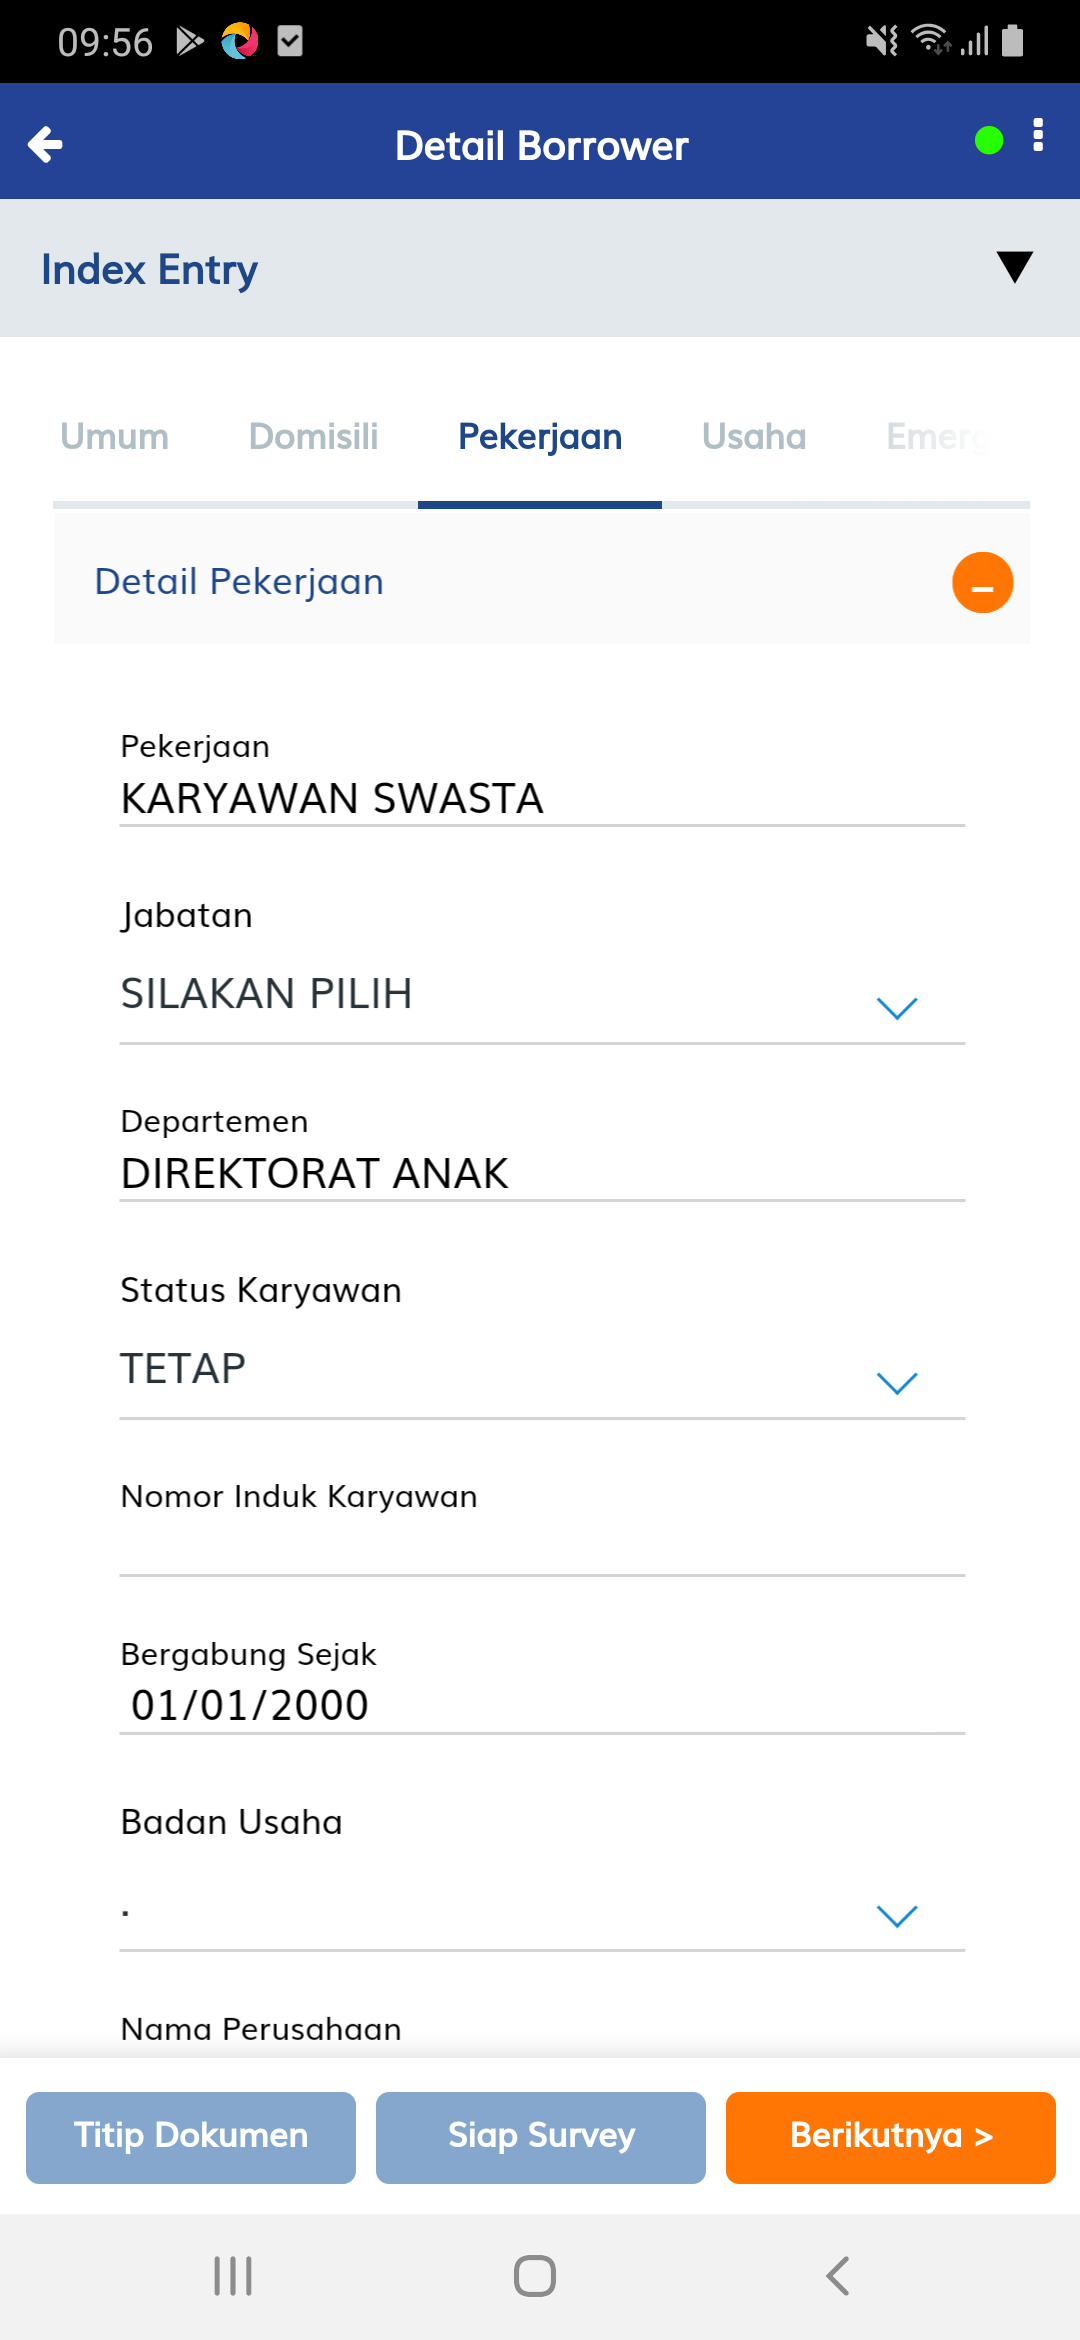 09:56
Detail Borrower
Index Entry
Umum Domisili Pekerjaan Usaha Emerg
Detail Pekerjaan
Pekerjaan
KARYAWAN SWASTA
Jabatan
SILAKAN PILIH
Departemen
DIREKTORAT ANAK
Status Karyawan
TETAP
Nomor Induk Karyawan
Bergabung Sejak
01/01/2000
Badan Usaha
.
Nama Perusahaan
Titip Dokumen Siap Survey Berikutnya >